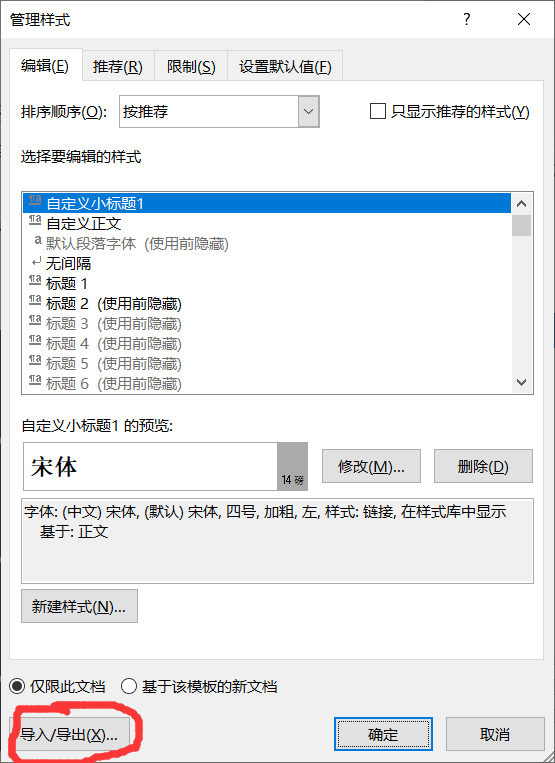 管理样式
编辑(E) 推荐(R) 限制(S) 设置默认值(F)
排序顺序(O): 按推荐 只显示推荐的样式(Y)
选择要编辑的样式
¶a 自定义小标题1
¶a 自定义正文
a 默认段落字体 (使用前隐藏)
↵ 无间隔
¶a 标题 1
¶a 标题 2 (使用前隐藏)
¶a 标题 3 (使用前隐藏)
¶a 标题 4 (使用前隐藏)
¶a 标题 5 (使用前隐藏)
¶a 标题 6 (使用前隐藏)
自定义小标题1 的预览:
宋体 14 磅 修改(M)... 删除(D)
字体: (中文) 宋体, (默认) 宋体, 四号, 加粗, 左, 样式: 链接, 在样式库中显示
基于: 正文
新建样式(N)...
仅限此文档 基于该模板的新文档
导入/导出(X)... 确定 取消